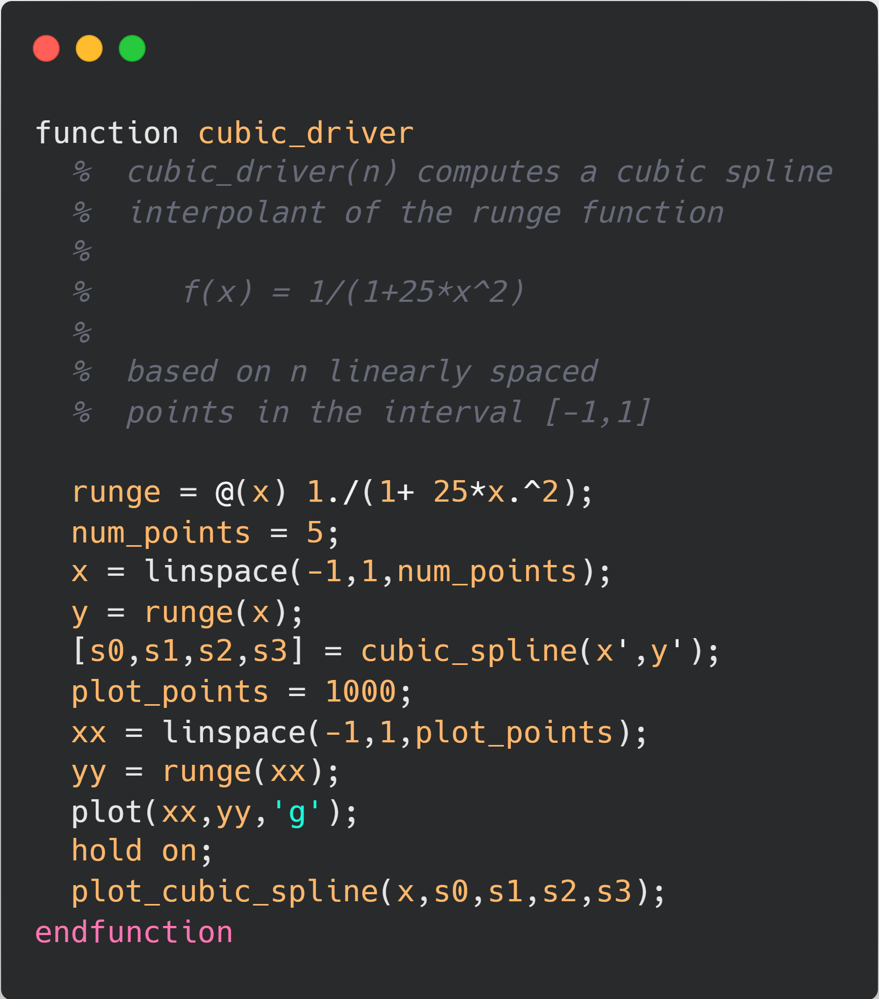 function cubic_driver
  %  cubic_driver(n) computes a cubic spline
  %  interpolant of the runge function
  %
  %     f(x) = 1/(1+25*x^2)
  %
  %  based on n linearly spaced
  %  points in the interval [-1,1]

  runge = @(x) 1./(1+ 25*x.^2);
  num_points = 5;
  x = linspace(-1,1,num_points);
  y = runge(x);
  [s0,s1,s2,s3] = cubic_spline(x',y');
  plot_points = 1000;
  xx = linspace(-1,1,plot_points);
  yy = runge(xx);
  plot(xx,yy,'g');
  hold on;
  plot_cubic_spline(x,s0,s1,s2,s3);
endfunction